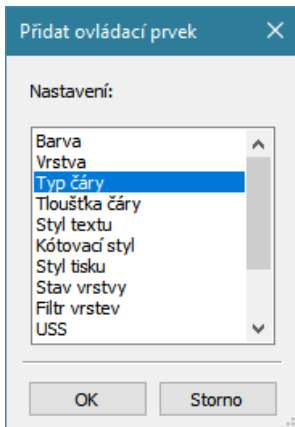 Přidat ovládací prvek
Nastavení:
Barva
Vrstva
Typ čáry
Tloušťka čáry
Styl textu
Kótovací styl
Styl tisku
Stav vrstvy
Filtr vrstev
USS
OK Storno